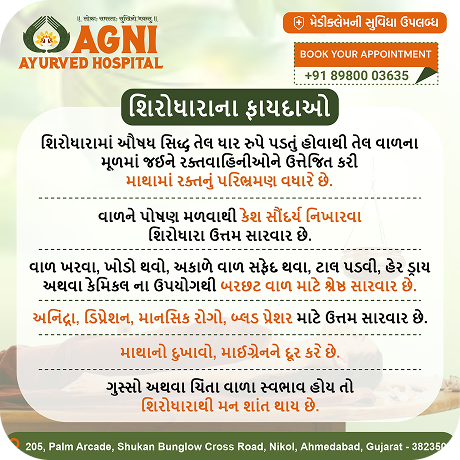 ॥ लोकाः समस्ताः सुखिनो भवन्तु ॥
AGNI
AYURVED HOSPITAL
મેડીક્લેમની સુવિધા ઉપલબ્ધ
BOOK YOUR APPOINTMENT
+91 89800 03635
શિરોધારાના ફાયદાઓ
શિરોધારામાં ઔષધ સિદ્ધ તેલ ધાર રુપે પડતું હોવાથી તેલ વાળના
મૂળમાં જઈને રક્તવાહિનીઓને ઉત્તેજિત કરી
માથામાં રક્તનું પરિભ્રમણ વધારે છે.
વાળને પોષણ મળવાથી કેશ સૌંદર્ય નિખારવા
શિરોધારા ઉત્તમ સારવાર છે.
વાળ ખરવા, ખોડો થવો, અકાળે વાળ સફેદ થવા, ટાલ પડવી, હેર ડ્રાય
અથવા કેમિકલ ના ઉપયોગથી બરછટ વાળ માટે શ્રેષ્ઠ સારવાર છે.
અનિદ્રા, ડિપ્રેશન, માનસિક રોગો, બ્લડ પ્રેશર માટે ઉત્તમ સારવાર છે.
માથાનો દુખાવો, માઈગ્રેનને દૂર કરે છે.
ગુસ્સો અથવા ચિંતા વાળા સ્વભાવ હોય તો
શિરોધારાથી મન શાંત થાય છે.
205, Palm Arcade, Shukan Bunglow Cross Road, Nikol, Ahmedabad, Gujarat - 382350